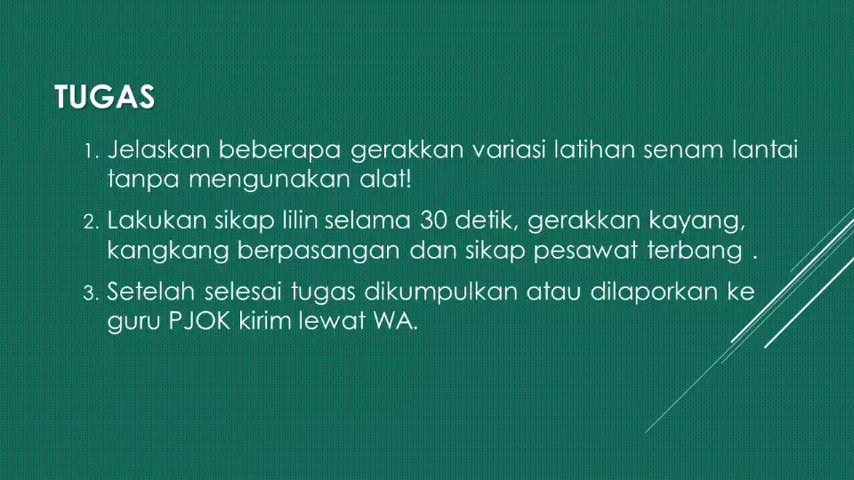 TUGAS
1. Jelaskan beberapa gerakkan variasi latihan senam lantai
tanpa mengunakan alat!
2. Lakukan sikap lilin selama 30 detik, gerakkan kayang,
kangkang berpasangan dan sikap pesawat terbang .
3. Setelah selesai tugas dikumpulkan atau dilaporkan ke
guru PJOK kirim lewat WA.